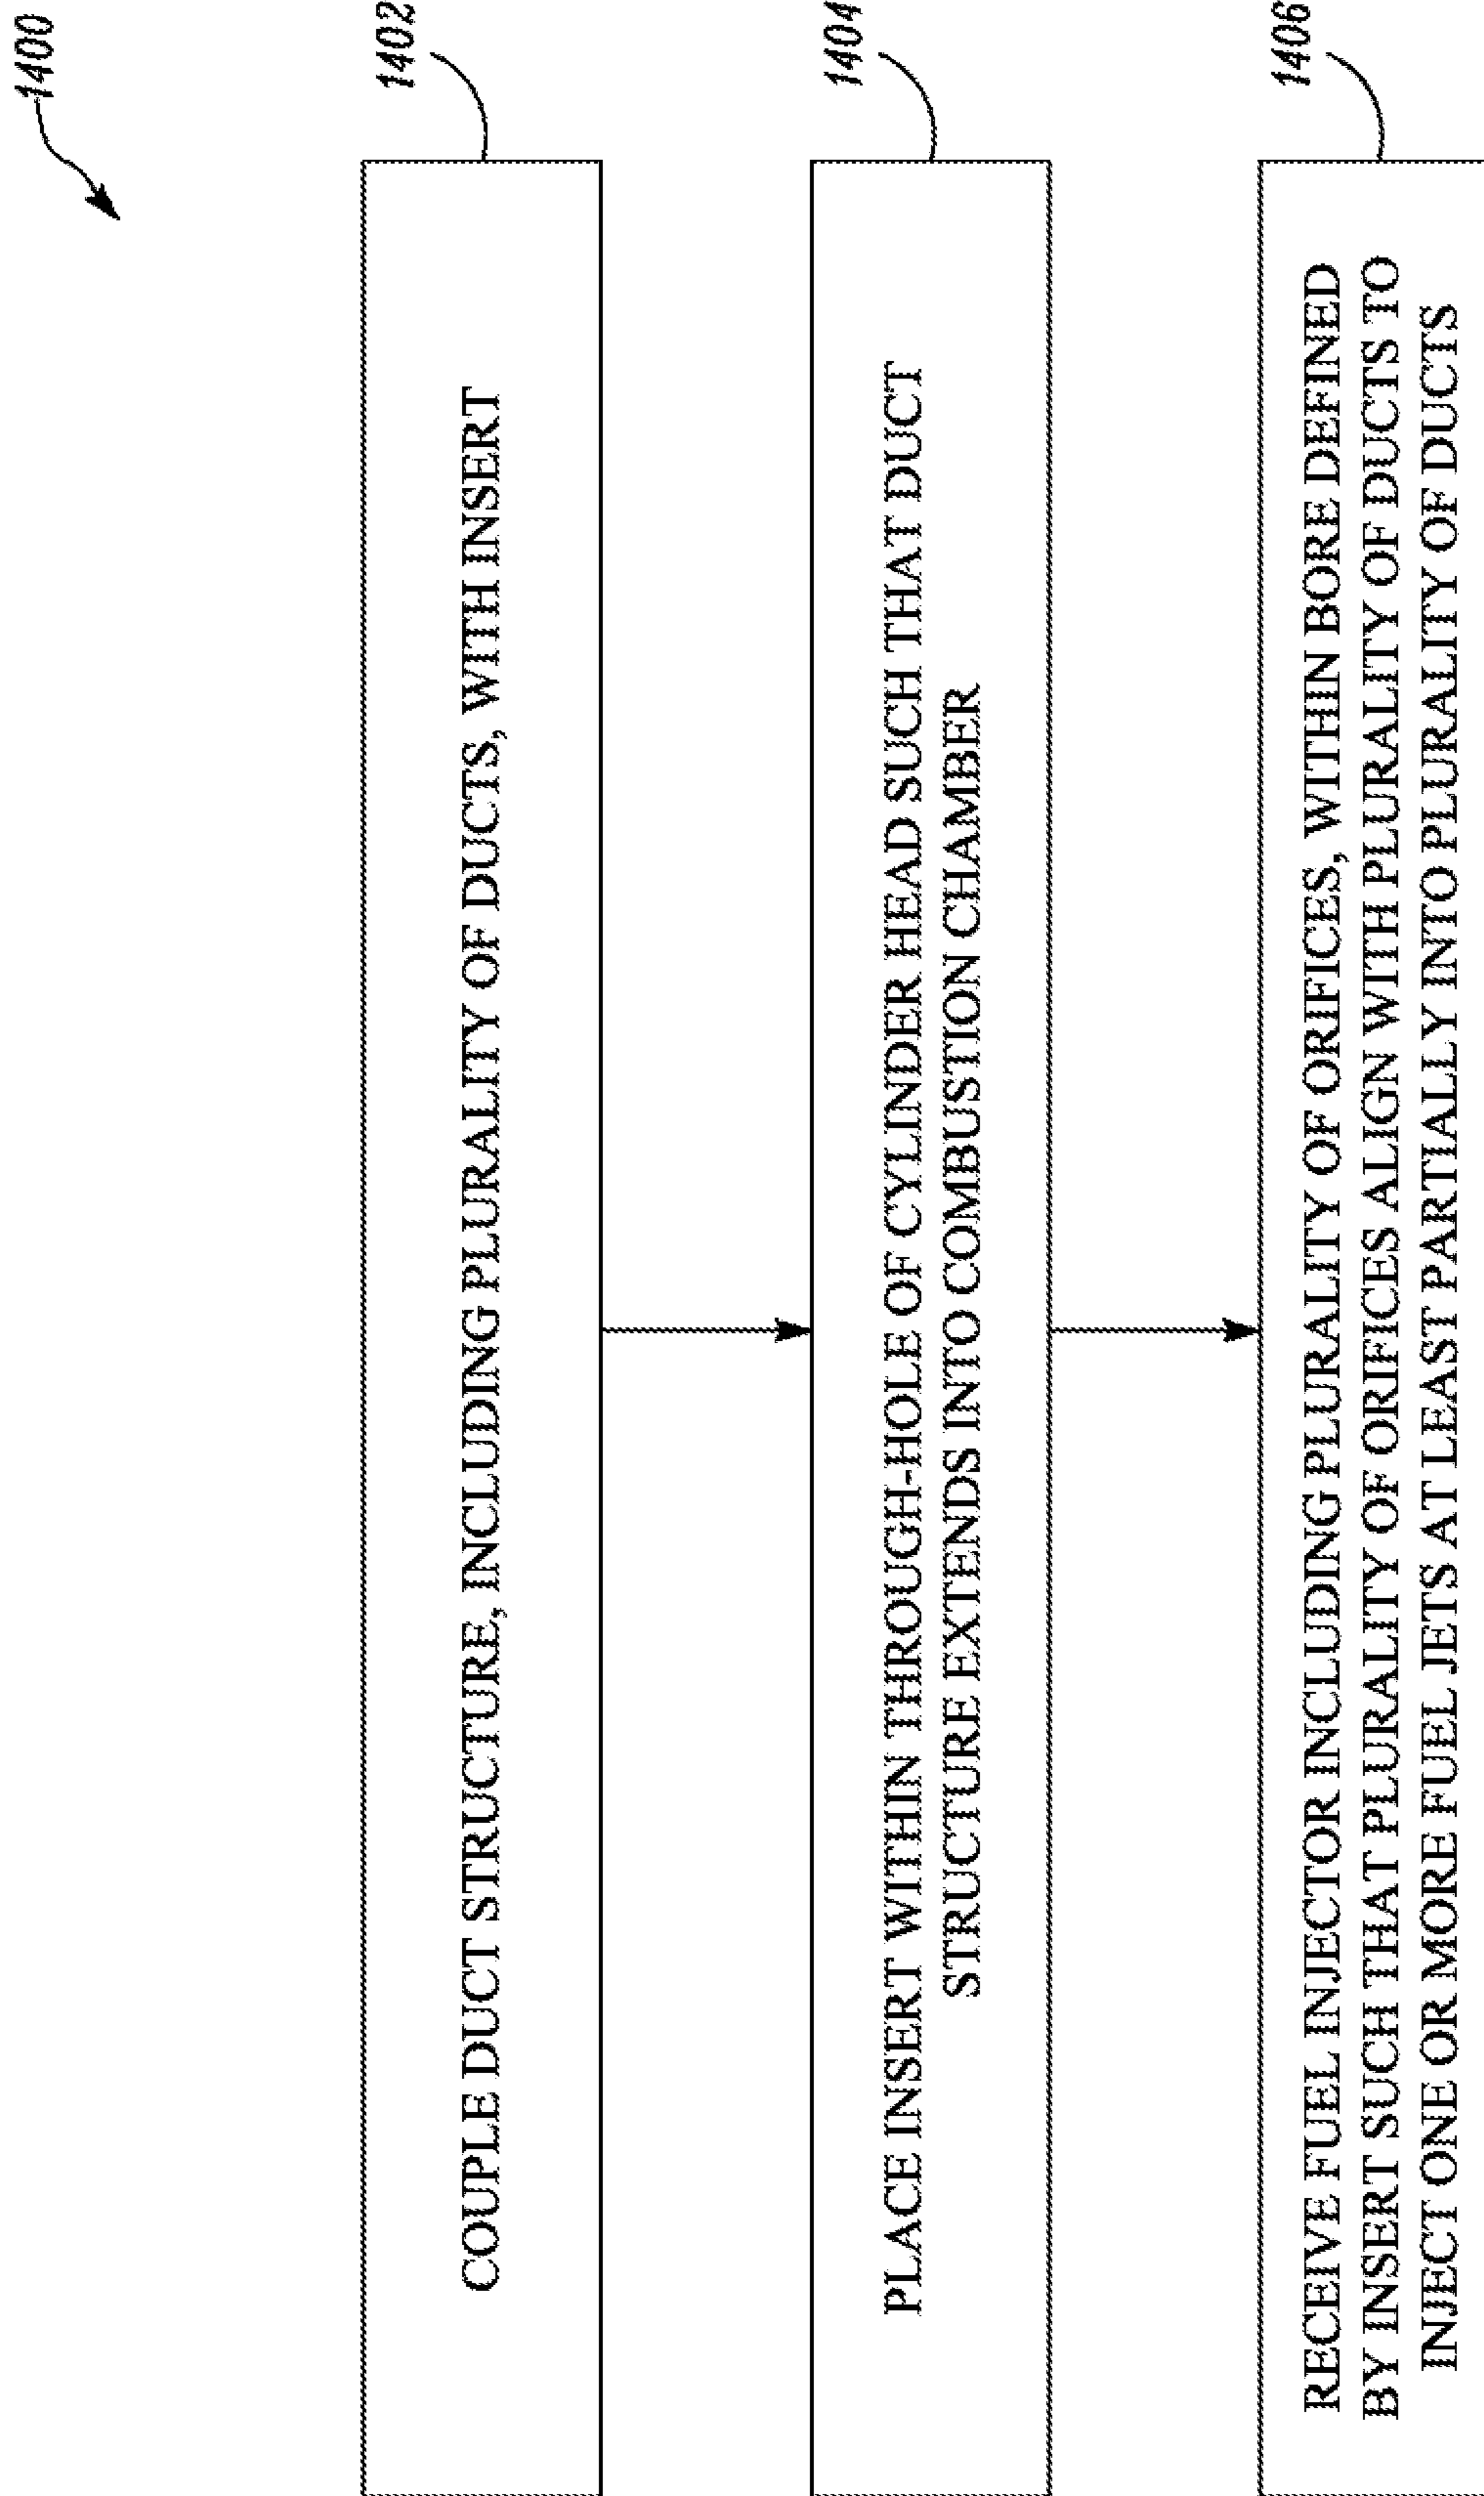 1400
1402
COUPLE DUCT STRUCTURE, INCLUDING PLURALITY OF DUCTS, WITH INSERT
1404
PLACE INSERT WITHIN THROUGH-HOLE OF CYLINDER HEAD SUCH THAT DUCT
STRUCTURE EXTENDS INTO COMBUSTION CHAMBER
1406
RECEIVE FUEL INJECTOR INCLUDING PLURALITY OF ORIFICES, WITHIN BORE DEFINED
BY INSERT SUCH THAT PLURALITY OF ORIFICES ALIGN WITH PLURALITY OF DUCTS TO
INJECT ONE OR MORE FUEL JETS AT LEAST PARTIALLY INTO PLURALITY OF DUCTS